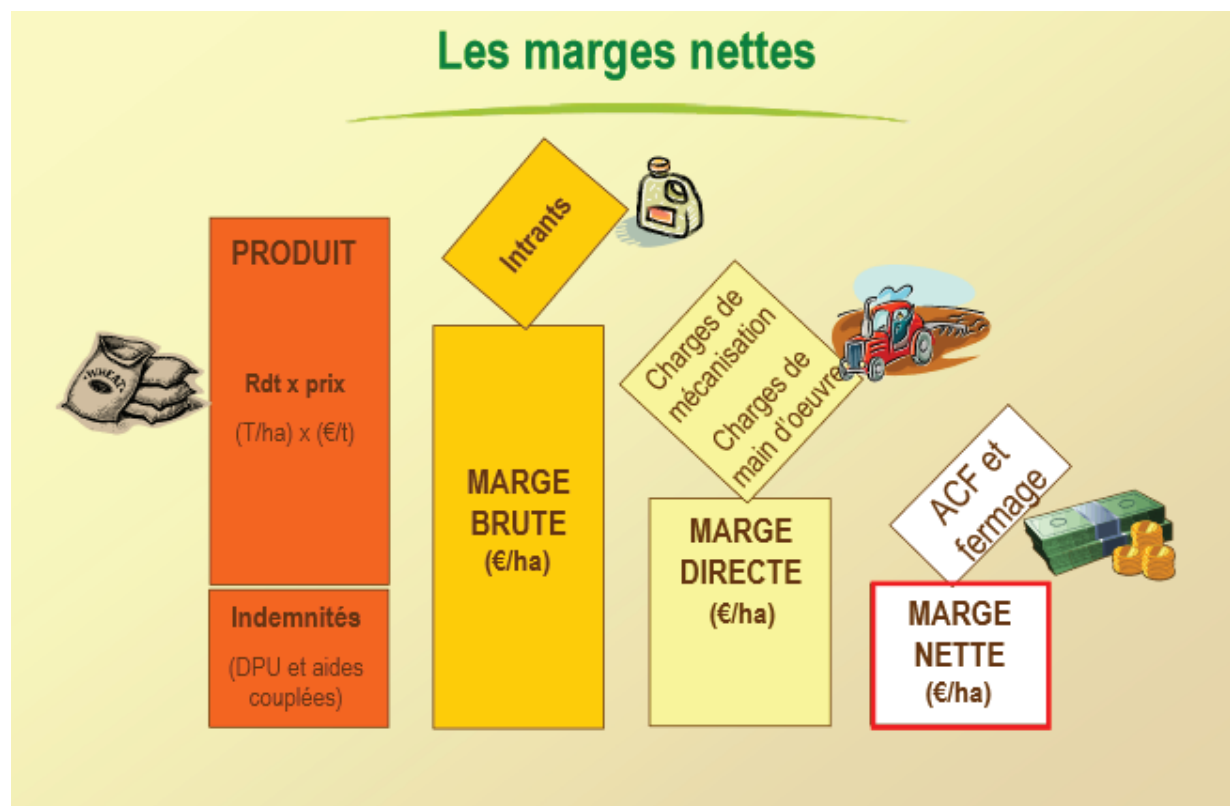 Les marges nettes
PRODUIT
Rdt x prix
(T/ha) x (€/t)
Indemnités
(DPU et aides
couplées)
WHEAT
Intrants
MARGE
BRUTE
(€/ha)
Charges de
mécanisation
Charges de
main d'oeuvre
MARGE
DIRECTE
(€/ha)
ACF et
fermage
MARGE
NETTE
(€/ha)